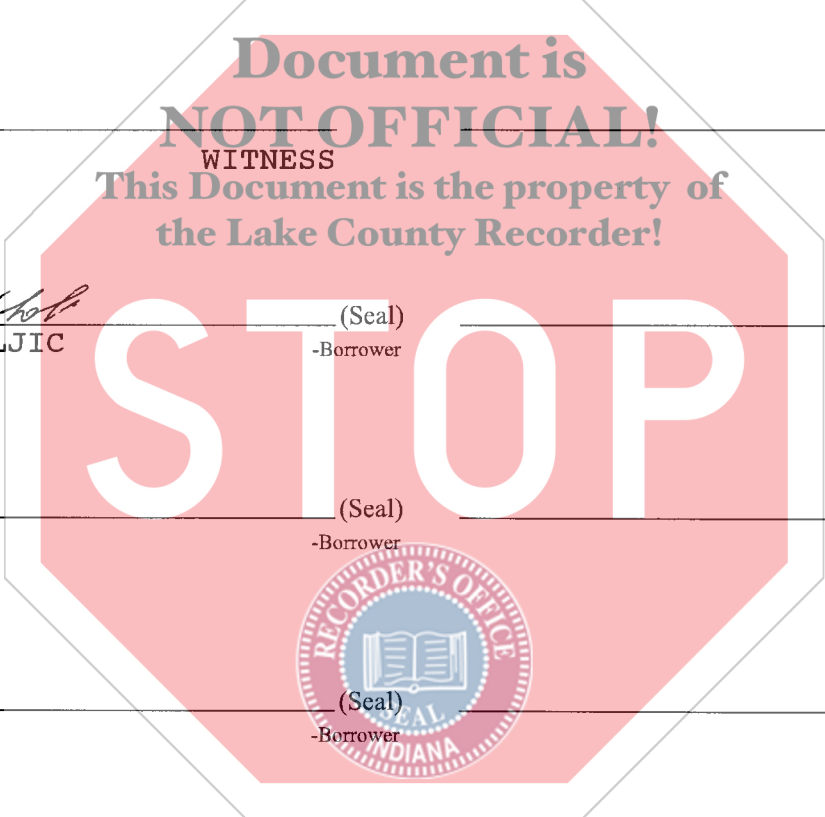 Document is
NOT OFFICIAL!
WITNESS
This Document is the property of
the Lake County Recorder!
(Seal)
JIC
-Borrower
STOP
(Seal)
-Borrower
RECORDER'S OFFICE
(Seal)
SEAL
-Borrower
INDIANA